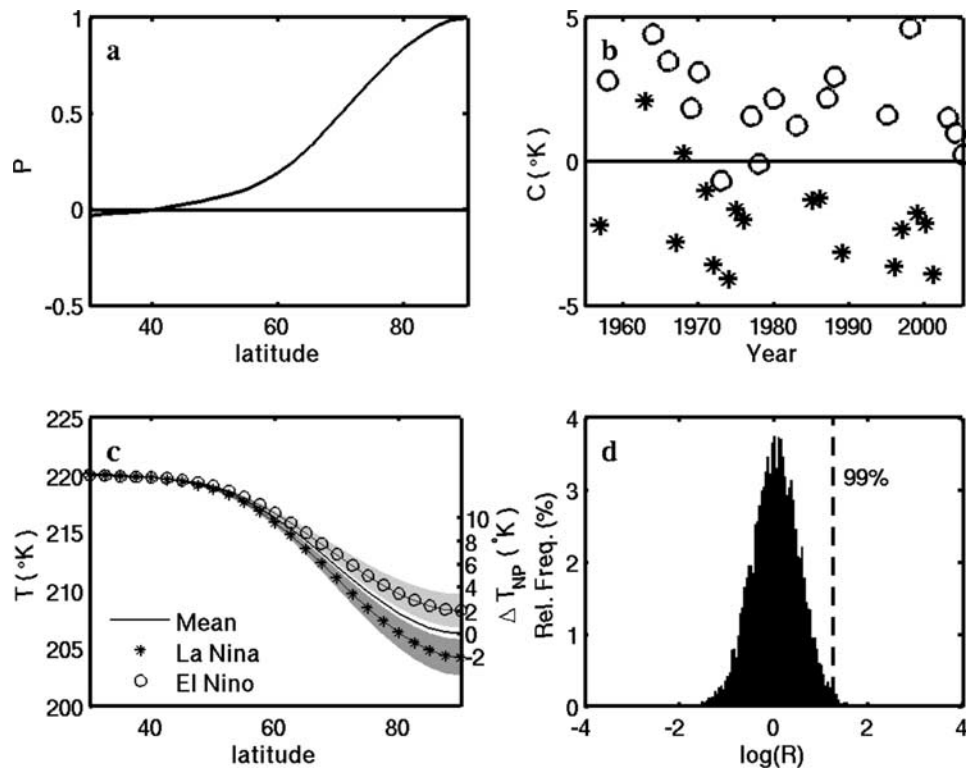 1
a
0.5
P
0
-0.5
40
60
80
latitude
5
b
C (°K)
0
-5
1960
1970
1980
1990
2000
Year
225
c
220
215
T (°K)
210
205
200
Mean
La Nina
El Nino
10
8
6
4
2
0
-2
Δ T_NP (°K)
40
60
80
latitude
4
d
3
99%
Rel. Freq. (%)
2
1
0
-4
-2
0
2
4
log(R)